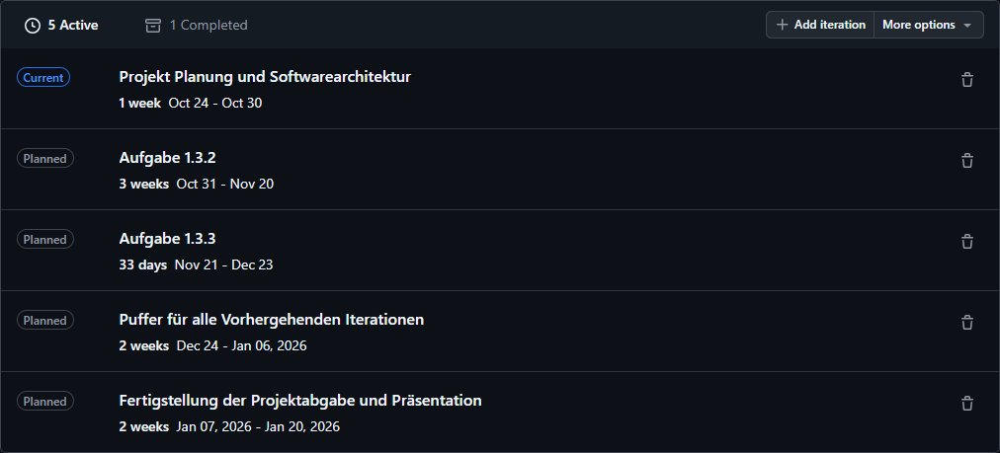 5 Active 1 Completed Add iteration More options
Current Projekt Planung und Softwarearchitektur
1 week Oct 24 - Oct 30
Planned Aufgabe 1.3.2
3 weeks Oct 31 - Nov 20
Planned Aufgabe 1.3.3
33 days Nov 21 - Dec 23
Planned Puffer für alle Vorhergehenden Iterationen
2 weeks Dec 24 - Jan 06, 2026
Planned Fertigstellung der Projektabgabe und Präsentation
2 weeks Jan 07, 2026 - Jan 20, 2026